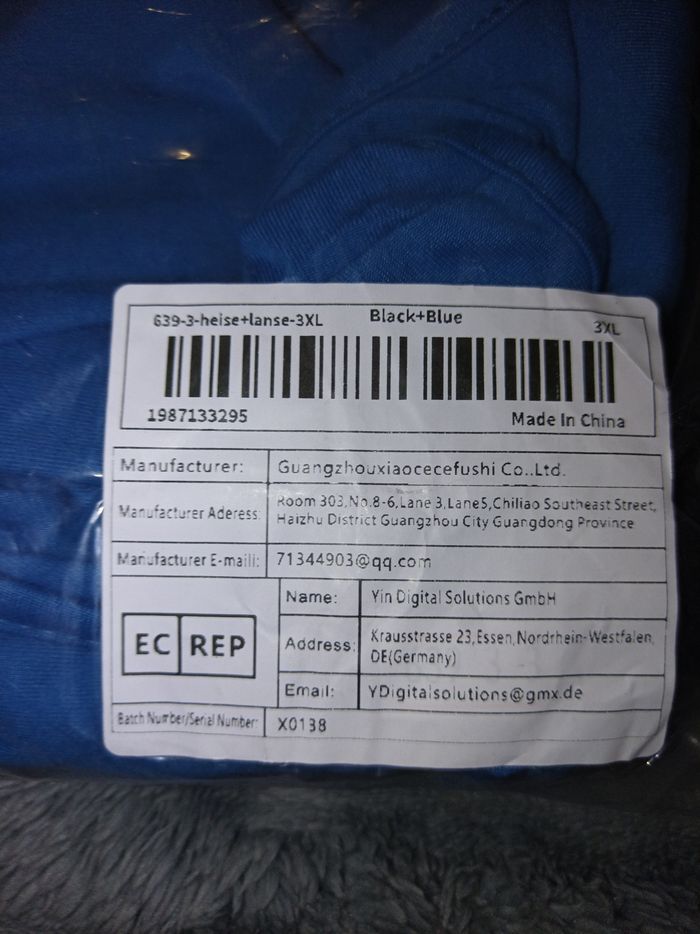 639-3-heise+lanse-3XL Black+Blue 3XL
1987133295 Made In China
Manufacturer: Guangzhouxiaocecefushi Co..Ltd.
Manufacturer Aderess: Room 303,No.8-6,Lane 3,Lane5,Chiliao Southeast Street,
Haizhu District Guangzhou City Guangdong Province
Manufacturer E-maili: 71344903@qq.com
EC REP
Name: Yin Digital Solutions GmbH
Address: Krausstrasse 23,Essen,Nordrhein-Westfalen,
DE(Germany)
Email: YDigitalsolutions@gmx.de
Batch Number/Serial Number: X0138